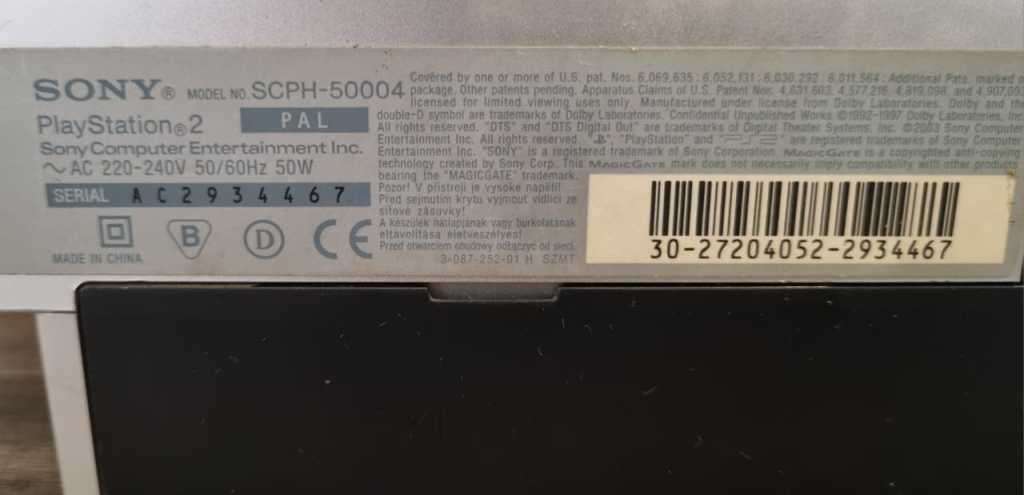 SONY® MODEL NO. SCPH-50004
PlayStation®2 PAL
Sony Computer Entertainment Inc.
～AC 220-240V 50/60Hz 50W
SERIAL AC2934467
B D CE
MADE IN CHINA
Covered by one or more of U.S. pat. Nos. 6,069,635 : 6,052,131 : 6,030,292 : 6,011,564 : Additional Pats. marked
package. Other patents pending. Apparatus Claims of U.S. Patent Nos. 4,631,603, 4,577,216, 4,819,098, and 4,907,093
licensed for limited viewing uses only. Manufactured under license from Dolby Laboratories. Dolby and the
double-D symbol are trademarks of Dolby Laboratories. Confidential Unpublished Works ©1992-1997 Dolby Laboratories, Inc.
All rights reserved. "DTS" and "DTS Digital Out" are trademarks of Digital Theater Systems, Inc. ©2003 Sony Computer
Entertainment Inc. All rights reserved. "PlayStation" and are registered trademarks of Sony Computer
Entertainment Inc. "SONY" is a registered trademark of Sony Corporation. MAGICGATE is a copyrighted anti-copying
technology created by Sony Corp. This MAGICGATE mark does not necessarily imply compatibility with other products
bearing the "MAGICGATE" trademark.
Pozor! V přístroji je vysoké napětí!
Před sejmutím krytu vyjmout vidlici ze
síťové zásuvky!
A készülék hátlapjának vagy burkolatának
eltávolítása életveszélyes!
Przed otwarciem obudowy odłączyć od sieci.
3-087-252-01 H SZMT
30-27204052-2934467